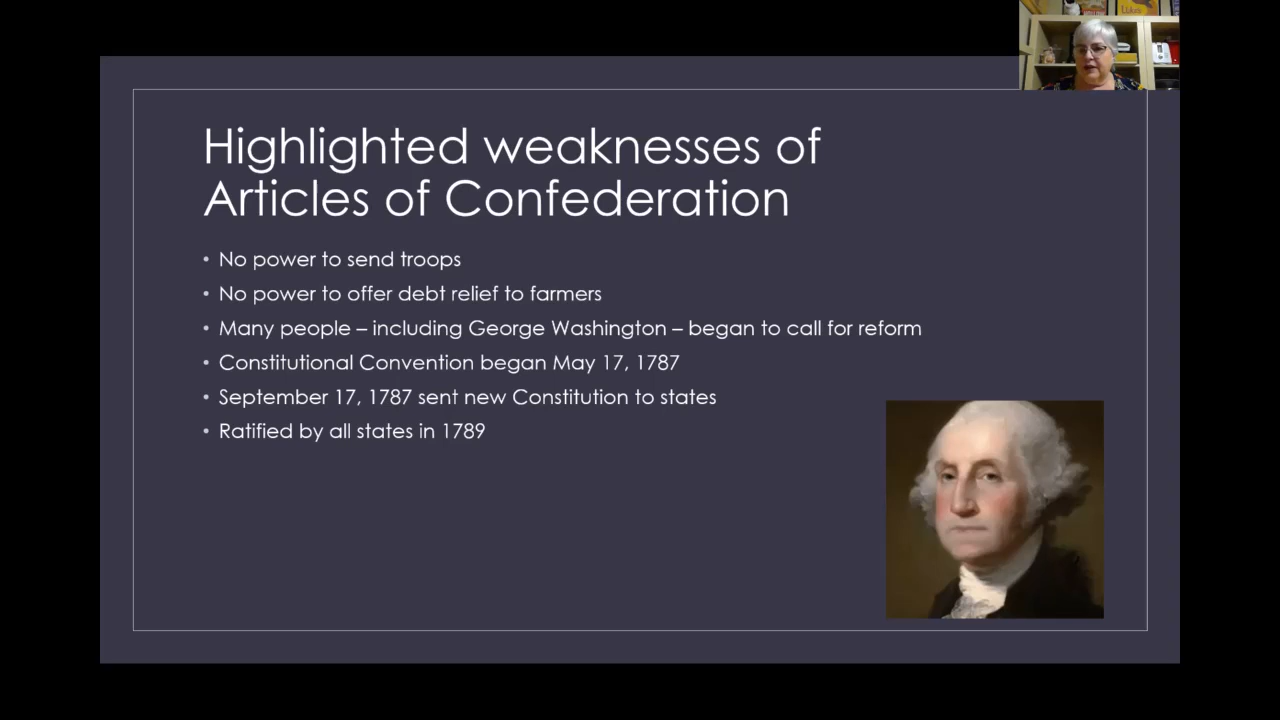 Highlighted weaknesses of
Articles of Confederation
• No power to send troops
• No power to offer debt relief to farmers
• Many people – including George Washington – began to call for reform
• Constitutional Convention began May 17, 1787
• September 17, 1787 sent new Constitution to states
• Ratified by all states in 1789